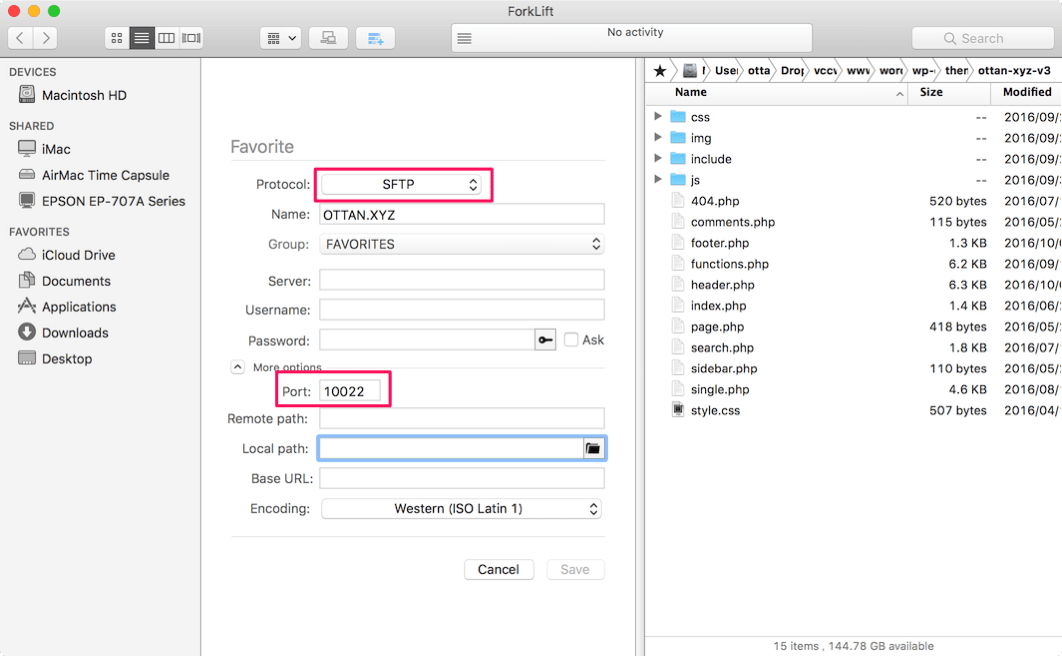 ForkLift
No activity
Search
DEVICES
Macintosh HD
SHARED
iMac
AirMac Time Capsule
EPSON EP-707A Series
FAVORITES
iCloud Drive
Documents
Applications
Downloads
Desktop
Favorite
Protocol: SFTP
Name: OTTAN.XYZ
Group: FAVORITES
Server:
Username:
Password: Ask
More options
Port: 10022
Remote path:
Local path:
Base URL:
Encoding: Western (ISO Latin 1)
Cancel Save
User otta Drop vccw www word wp- them ottan-xyz-v3
Name Size Modified
css -- 2016/09/
img -- 2016/09/
include -- 2016/09/
js -- 2016/09/
404.php 520 bytes 2016/07/
comments.php 115 bytes 2016/05/
footer.php 1.3 KB 2016/10/
functions.php 6.2 KB 2016/09/
header.php 6.3 KB 2016/10/
index.php 1.4 KB 2016/06/
page.php 418 bytes 2016/05/
search.php 1.8 KB 2016/07/
sidebar.php 110 bytes 2016/05/
single.php 4.6 KB 2016/08/
style.css 507 bytes 2016/04/
15 items , 144.78 GB available